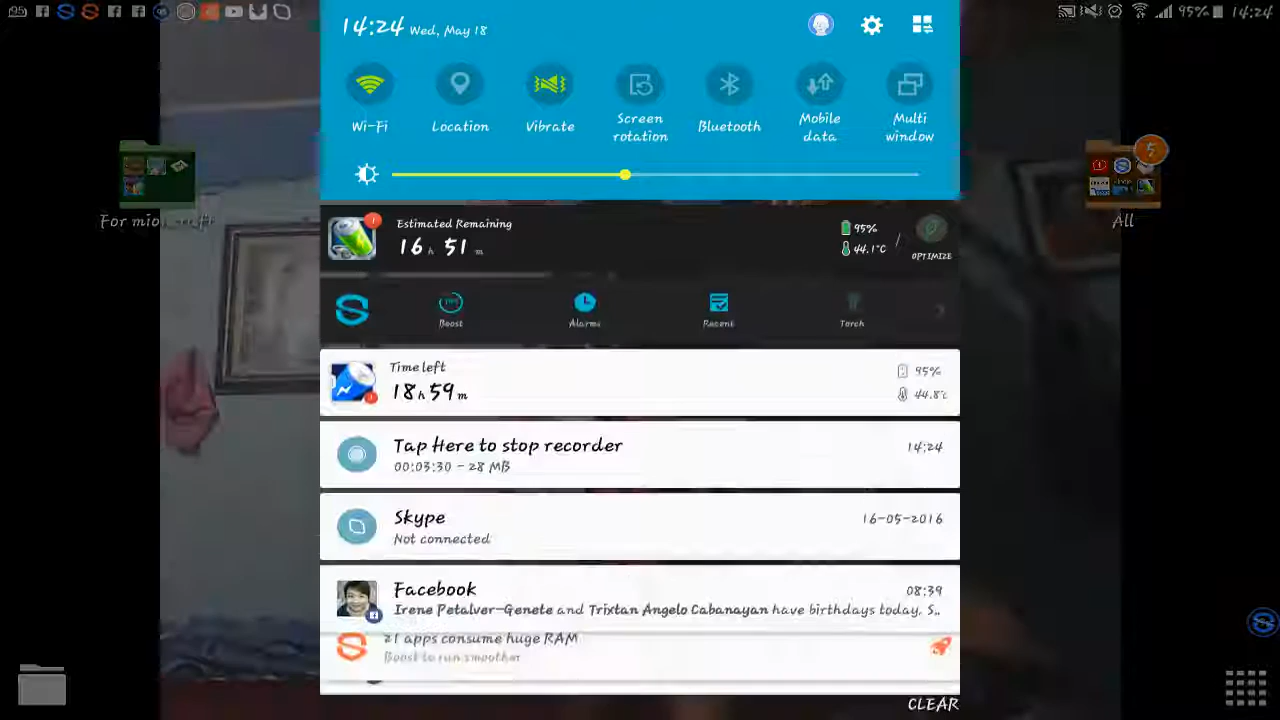 95% 14:24
14:24 Wed, May 18
Wi-Fi
Location
Vibrate
Screen rotation
Bluetooth
Mobile data
Multi window
For
5
All
Estimated Remaining
16 h 51 m
95%
44.1°C
OPTIMIZE
Boost
Alarms
Recent
Torch
Time left
18 h 59 m
95%
44.8°C
Tap Here to stop recorder
14:24
00:03:30 - 28 MB
Skype
16-05-2016
Not connected
Facebook
08:39
Irene Petalver-Genete and Trixtan Angelo Cabanayan have birthdays today. S..
21 apps consume huge RAM
Boost to run smoother
CLEAR